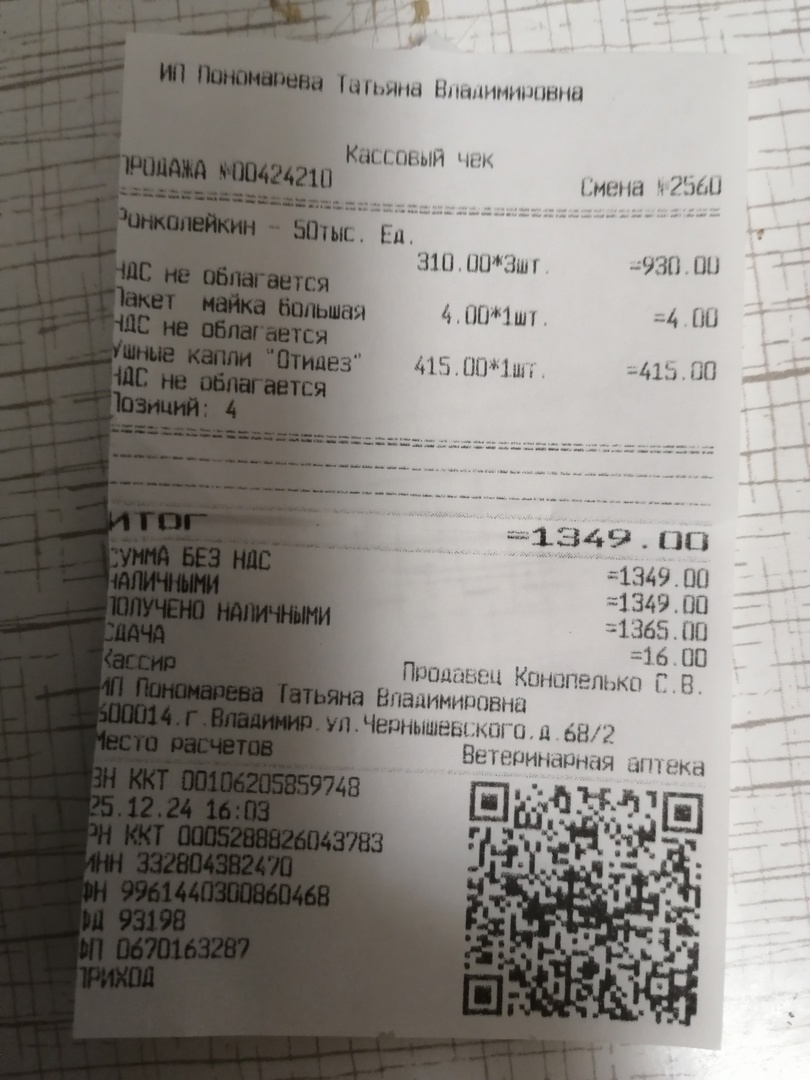 ИП Пономарева Татьяна Владимировна
Кассовый чек
ПРОДАЖА №00424210 Смена №2560
Ронколейкин - 50тыс. Ед.
310.00*3шт. =930.00
НДС не облагается
Пакет майка большая 4.00*1шт. =4.00
НДС не облагается
Ушные капли "Отидез" 415.00*1шт. =415.00
НДС не облагается
Позиций: 4
ИТОГ =1349.00
СУММА БЕЗ НДС =1349.00
НАЛИЧНЫМИ =1349.00
ПОЛУЧЕНО НАЛИЧНЫМИ =1365.00
СДАЧА =16.00
Кассир Продавец Конопелько С.В.
ИП Пономарева Татьяна Владимировна
600014.г.Владимир.ул.Чернышевского.д.68/2
Место расчетов Ветеринарная аптека
ЗН ККТ 00106205859748
25.12.24 16:03
РН ККТ 0005288826043783
ИНН 332804382470
ФН 9961440300860468
ФД 93198
ФП 0670163287
ПРИХОД